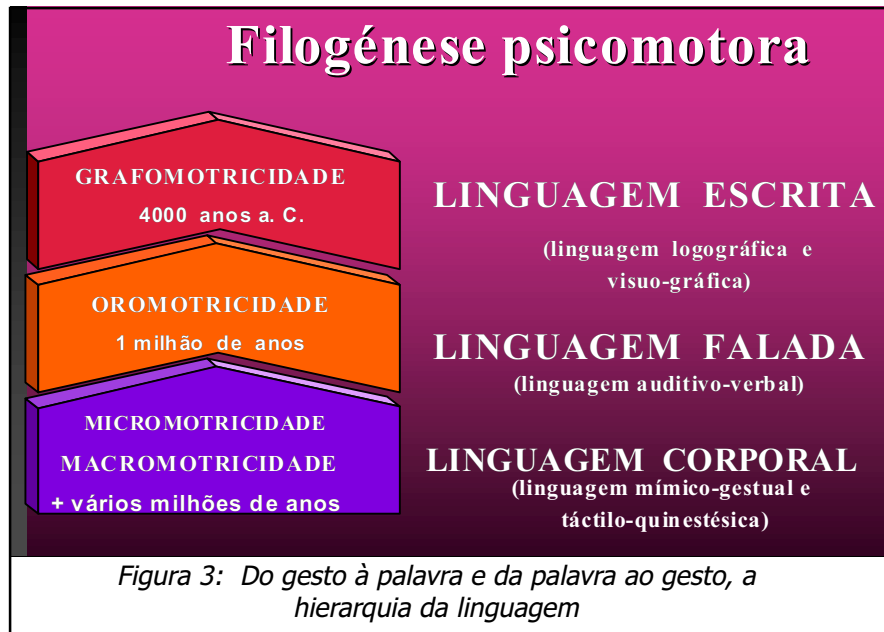 Filogénese psicomotora
GRAFOMOTRICIDADE
4000 anos a. C.
LINGUAGEM ESCRITA
(linguagem logográfica e
visuo-gráfica)
OROMOTRICIDADE
1 milhão de anos
LINGUAGEM FALADA
(linguagem auditivo-verbal)
MICROMOTRICIDADE
MACROMOTRICIDADE
+ vários milhões de anos
LINGUAGEM CORPORAL
(linguagem mímico-gestual e
táctilo-quinestésica)
Figura 3: Do gesto à palavra e da palavra ao gesto, a
hierarquia da linguagem